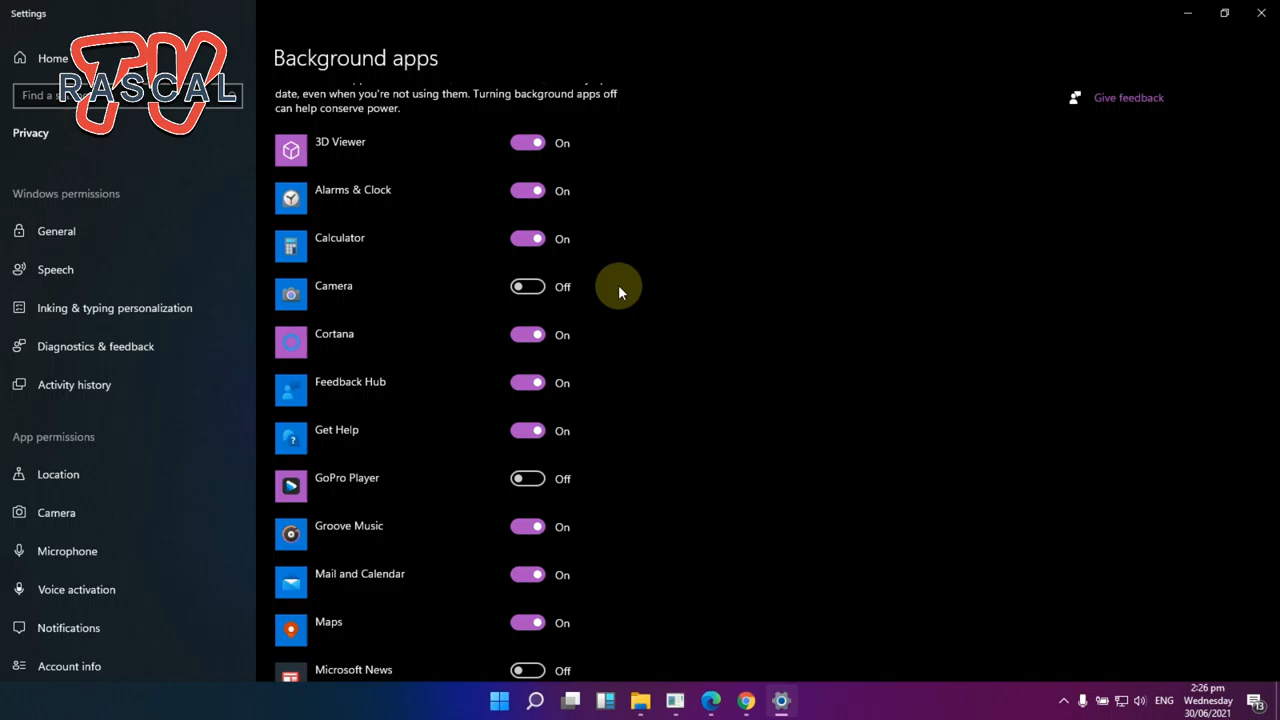 Settings
Home
TV
RASCAL
Find a s
Privacy
Windows permissions
General
Speech
Inking & typing personalization
Diagnostics & feedback
Activity history
App permissions
Location
Camera
Microphone
Voice activation
Notifications
Account info
Background apps
date, even when you're not using them. Turning background apps off
can help conserve power.
Give feedback
3D Viewer On
Alarms & Clock On
Calculator On
Camera Off
Cortana On
Feedback Hub On
Get Help On
GoPro Player Off
Groove Music On
Mail and Calendar On
Maps On
Microsoft News Off
ENG
2:26 pm
Wednesday
30/06/2021
13